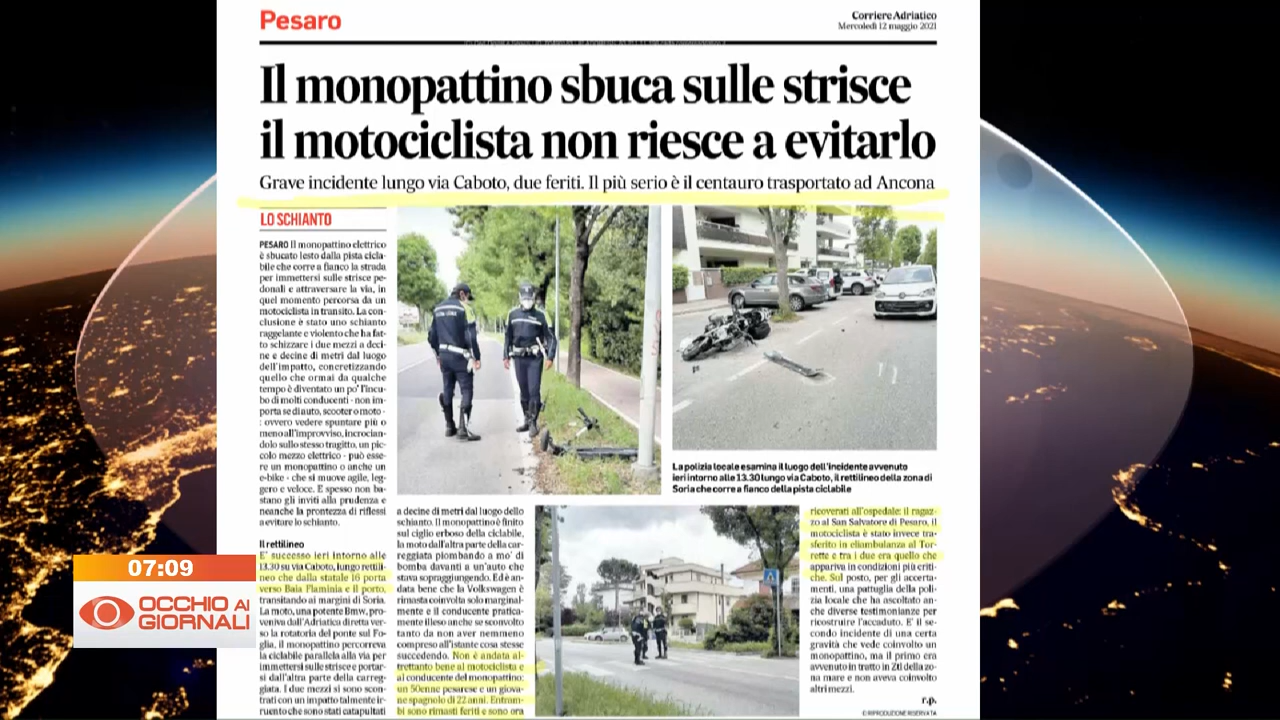 Pesaro
Corriere Adriatico
Mercoledì 12 maggio 2021
Il monopattino sbuca sulle strisce
il motociclista non riesce a evitarlo
Grave incidente lungo via Caboto, due feriti. Il più serio è il centauro trasportato ad Ancona
LO SCHIANTO
PESARO Il monopattino elettrico
è sbucato lesto dalla pista cicla-
bile che corre a fianco la strada
per immettersi sulle strisce pe-
donali e attraversare la via, in
quel momento percorsa da un
motociclista in transito. La con-
clusione è stato uno schianto
raggelante e violento che ha fat-
to schizzare i due mezzi a deci-
ne e decine di metri dal luogo
dell'impatto, concretizzando
quello che ormai da qualche
tempo è diventato un po' l'incu-
bo di molti conducenti - non im-
porta se di auto, scooter o moto -
: ovvero vedere spuntare più o
meno all'improvviso, incrocian-
dolo sullo stesso tragitto, un pic-
colo mezzo elettrico - può esse-
re un monopattino o anche un
e-bike - che si muove agile, leg-
gero e veloce. E spesso non ba-
stano gli inviti alla prudenza e
neanche la prontezza di riflessi
a evitare lo schianto.
Il rettilineo
E' successo ieri intorno alle
13.30 su via Caboto, lungo rettili-
neo che dalla statale 16 porta
verso Baia Flaminia e il porto,
transitando ai margini di Soria.
La moto, una potente Bmw, pro-
veniva dall'Adriatica diretta ver-
so la rotatoria del ponte sul Fo-
glia, il monopattino percorreva
la ciclabile parallela alla via per
immettersi sulle strisce e portar-
si dall'altra parte della carreg-
giata. I due mezzi si sono scon-
trati con un impatto talmente ir-
ruento che sono stati catapultati
a decine di metri dal luogo dello
schianto. Il monopattino è finito
sul ciglio erboso della ciclabile,
la moto dall'altra parte della car-
reggiata piombando a mo' di
bomba davanti a un'auto che
stava sopraggiungendo. Ed è an-
data bene che la Volkswagen è
rimasta coinvolta solo marginal-
mente e il conducente pratica-
mente illeso anche se sconvolto
tanto da non aver nemmeno
compreso all'istante cosa stesse
succedendo. Non è andata al-
trettanto bene al motociclista e
al conducente del monopattino:
un 50enne pesarese e un giova-
ne spagnolo di 22 anni. Entram-
bi sono rimasti feriti e sono ora
La polizia locale esamina il luogo dell'incidente avvenuto
ieri intorno alle 13.30 lungo via Caboto, il rettilineo della zona di
Soria che corre a fianco della pista ciclabile
ricoverati all'ospedale: il ragaz-
zo al San Salvatore di Pesaro, il
motociclista è stato invece tra-
sferito in eliambulanza al Tor-
rette e tra i due era quello che
appariva in condizioni più criti-
che. Sul posto, per gli accerta-
menti, una pattuglia della poli-
zia locale che ha ascoltato an-
che diverse testimonianze per
ricostruire l'accaduto. E' il se-
condo incidente di una certa
gravità che vede coinvolto un
monopattino, ma il primo era
avvenuto in tratto in Ztl della zo-
na mare e non aveva coinvolto
altri mezzi.
r.p.
© RIPRODUZIONE RISERVATA
07:09
OCCHIO AI
GIORNALI